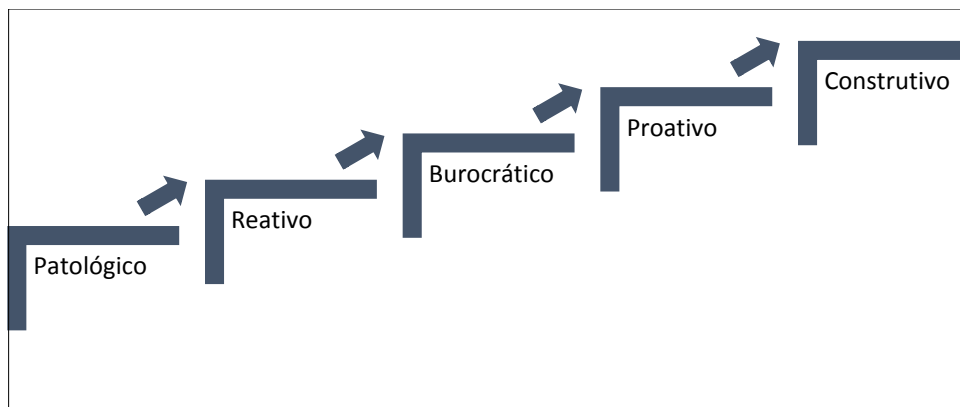 Patológico
Reativo
Burocrático
Proativo
Construtivo